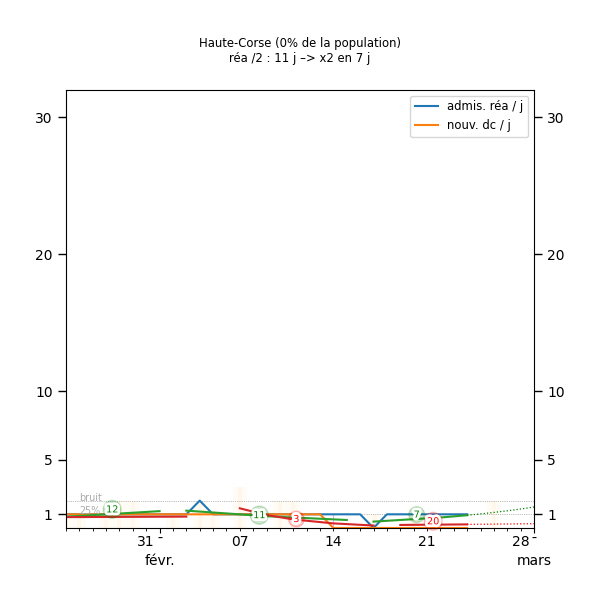 Haute-Corse (0% de la population)
réa /2 : 11 j –> x2 en 7 j
admis. réa / j
nouv. dc / j
30 30
20 20
10 10
5 5
bruit
25%
12
11
3
7
20
1 1
31 07 14 21 28
févr. mars